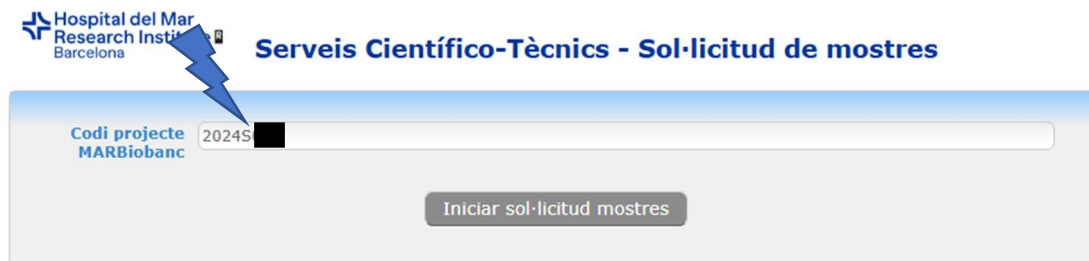 Hospital del Mar
Research Instit e
Barcelona
Serveis Científico-Tècnics - Sol·licitud de mostres
Codi projecte
MARBiobanc
2024S
Iniciar sol·licitud mostres